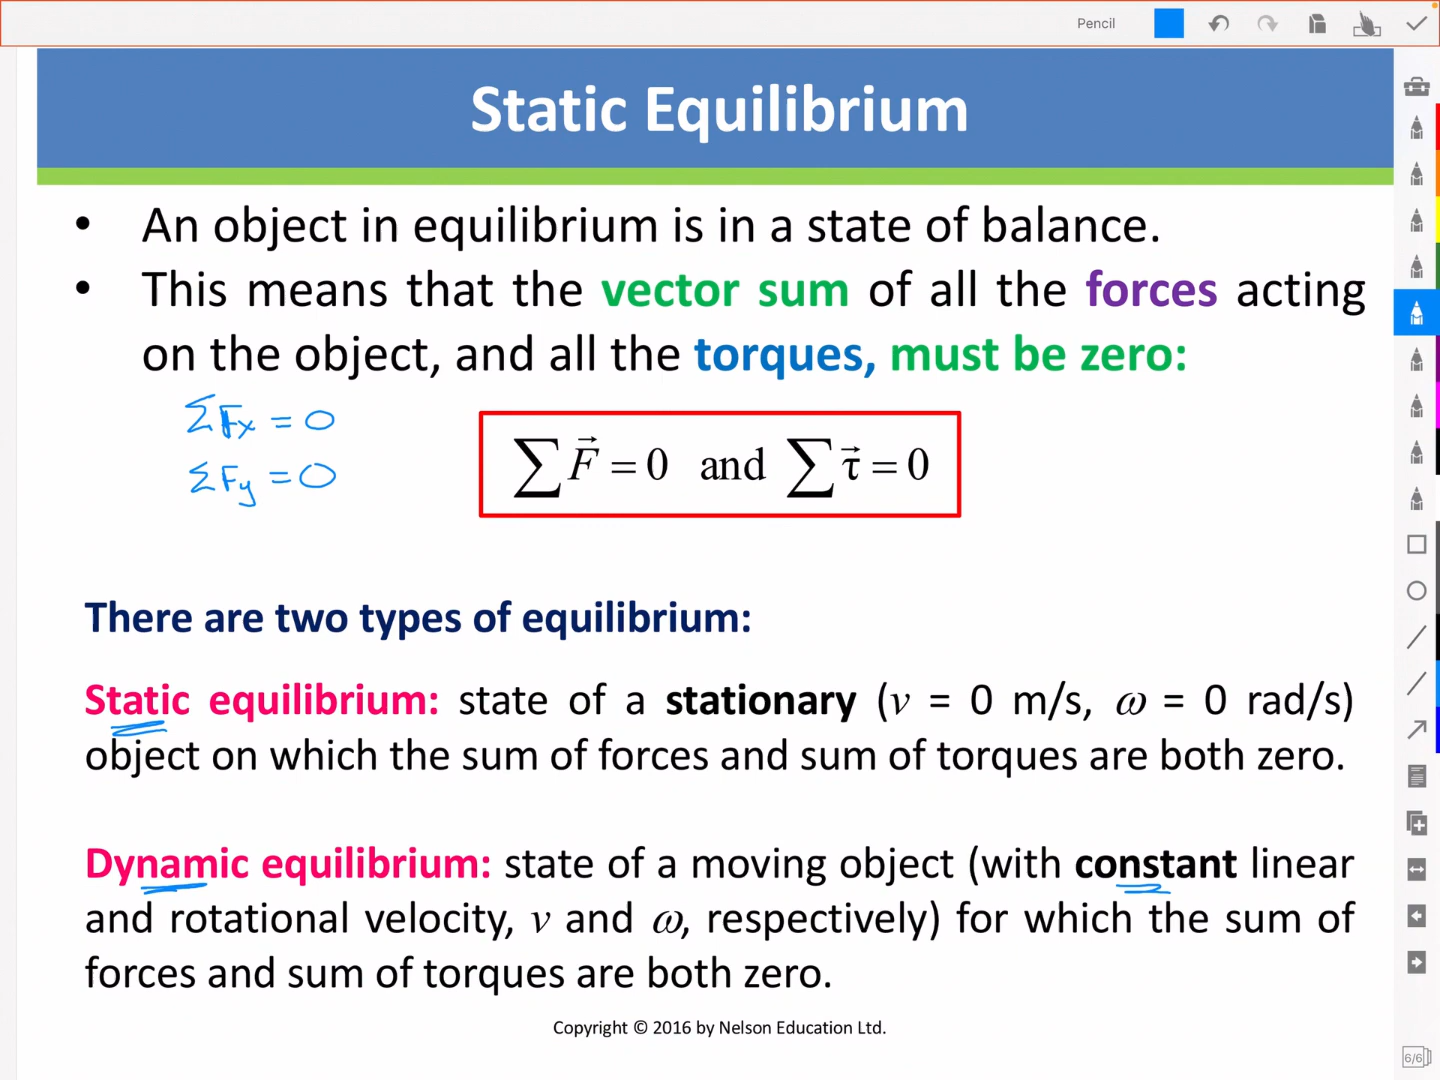 Pencil
Static Equilibrium
• An object in equilibrium is in a state of balance.
• This means that the vector sum of all the forces acting
on the object, and all the torques, must be zero:
ΣFx = 0
ΣFy = 0
∑F⃗ = 0 and ∑τ⃗ = 0
There are two types of equilibrium:
Static equilibrium: state of a stationary (v = 0 m/s, ω = 0 rad/s)
object on which the sum of forces and sum of torques are both zero.
Dynamic equilibrium: state of a moving object (with constant linear
and rotational velocity, v and ω, respectively) for which the sum of
forces and sum of torques are both zero.
Copyright © 2016 by Nelson Education Ltd.
6/6